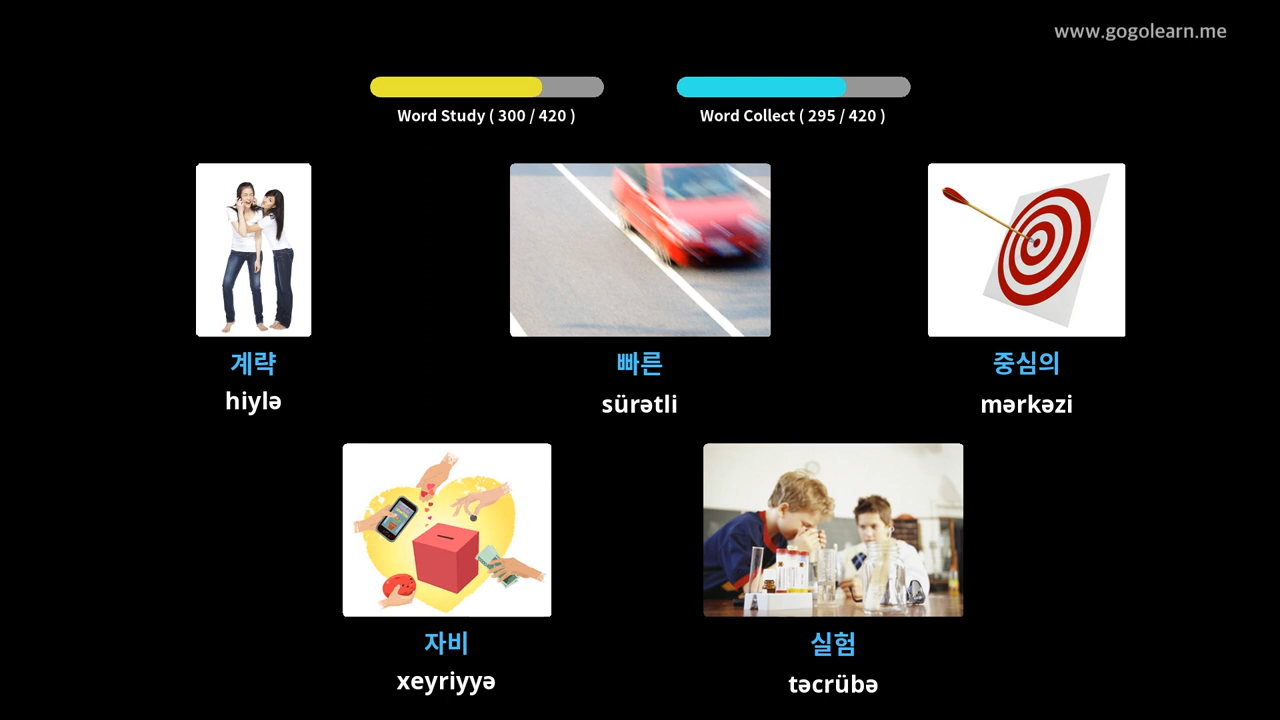 www.gogolearn.me
Word Study ( 300 / 420 )
Word Collect ( 295 / 420 )
계략
hiylə
빠른
sürətli
중심의
mərkəzi
자비
xeyriyyə
실험
təcrübə